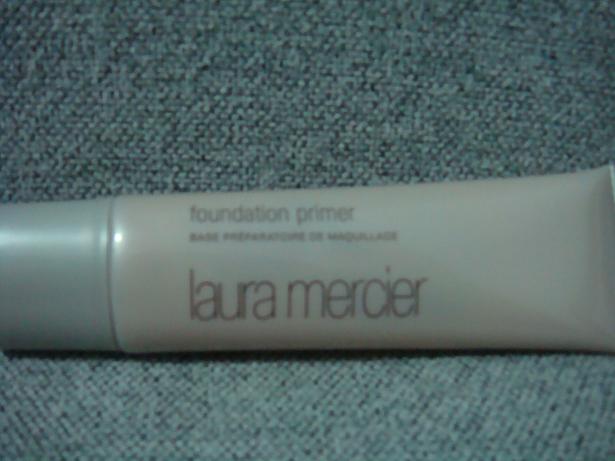 foundation primer
BASE PRÉPARATOIRE DE MAQUILLAGE
laura mercier